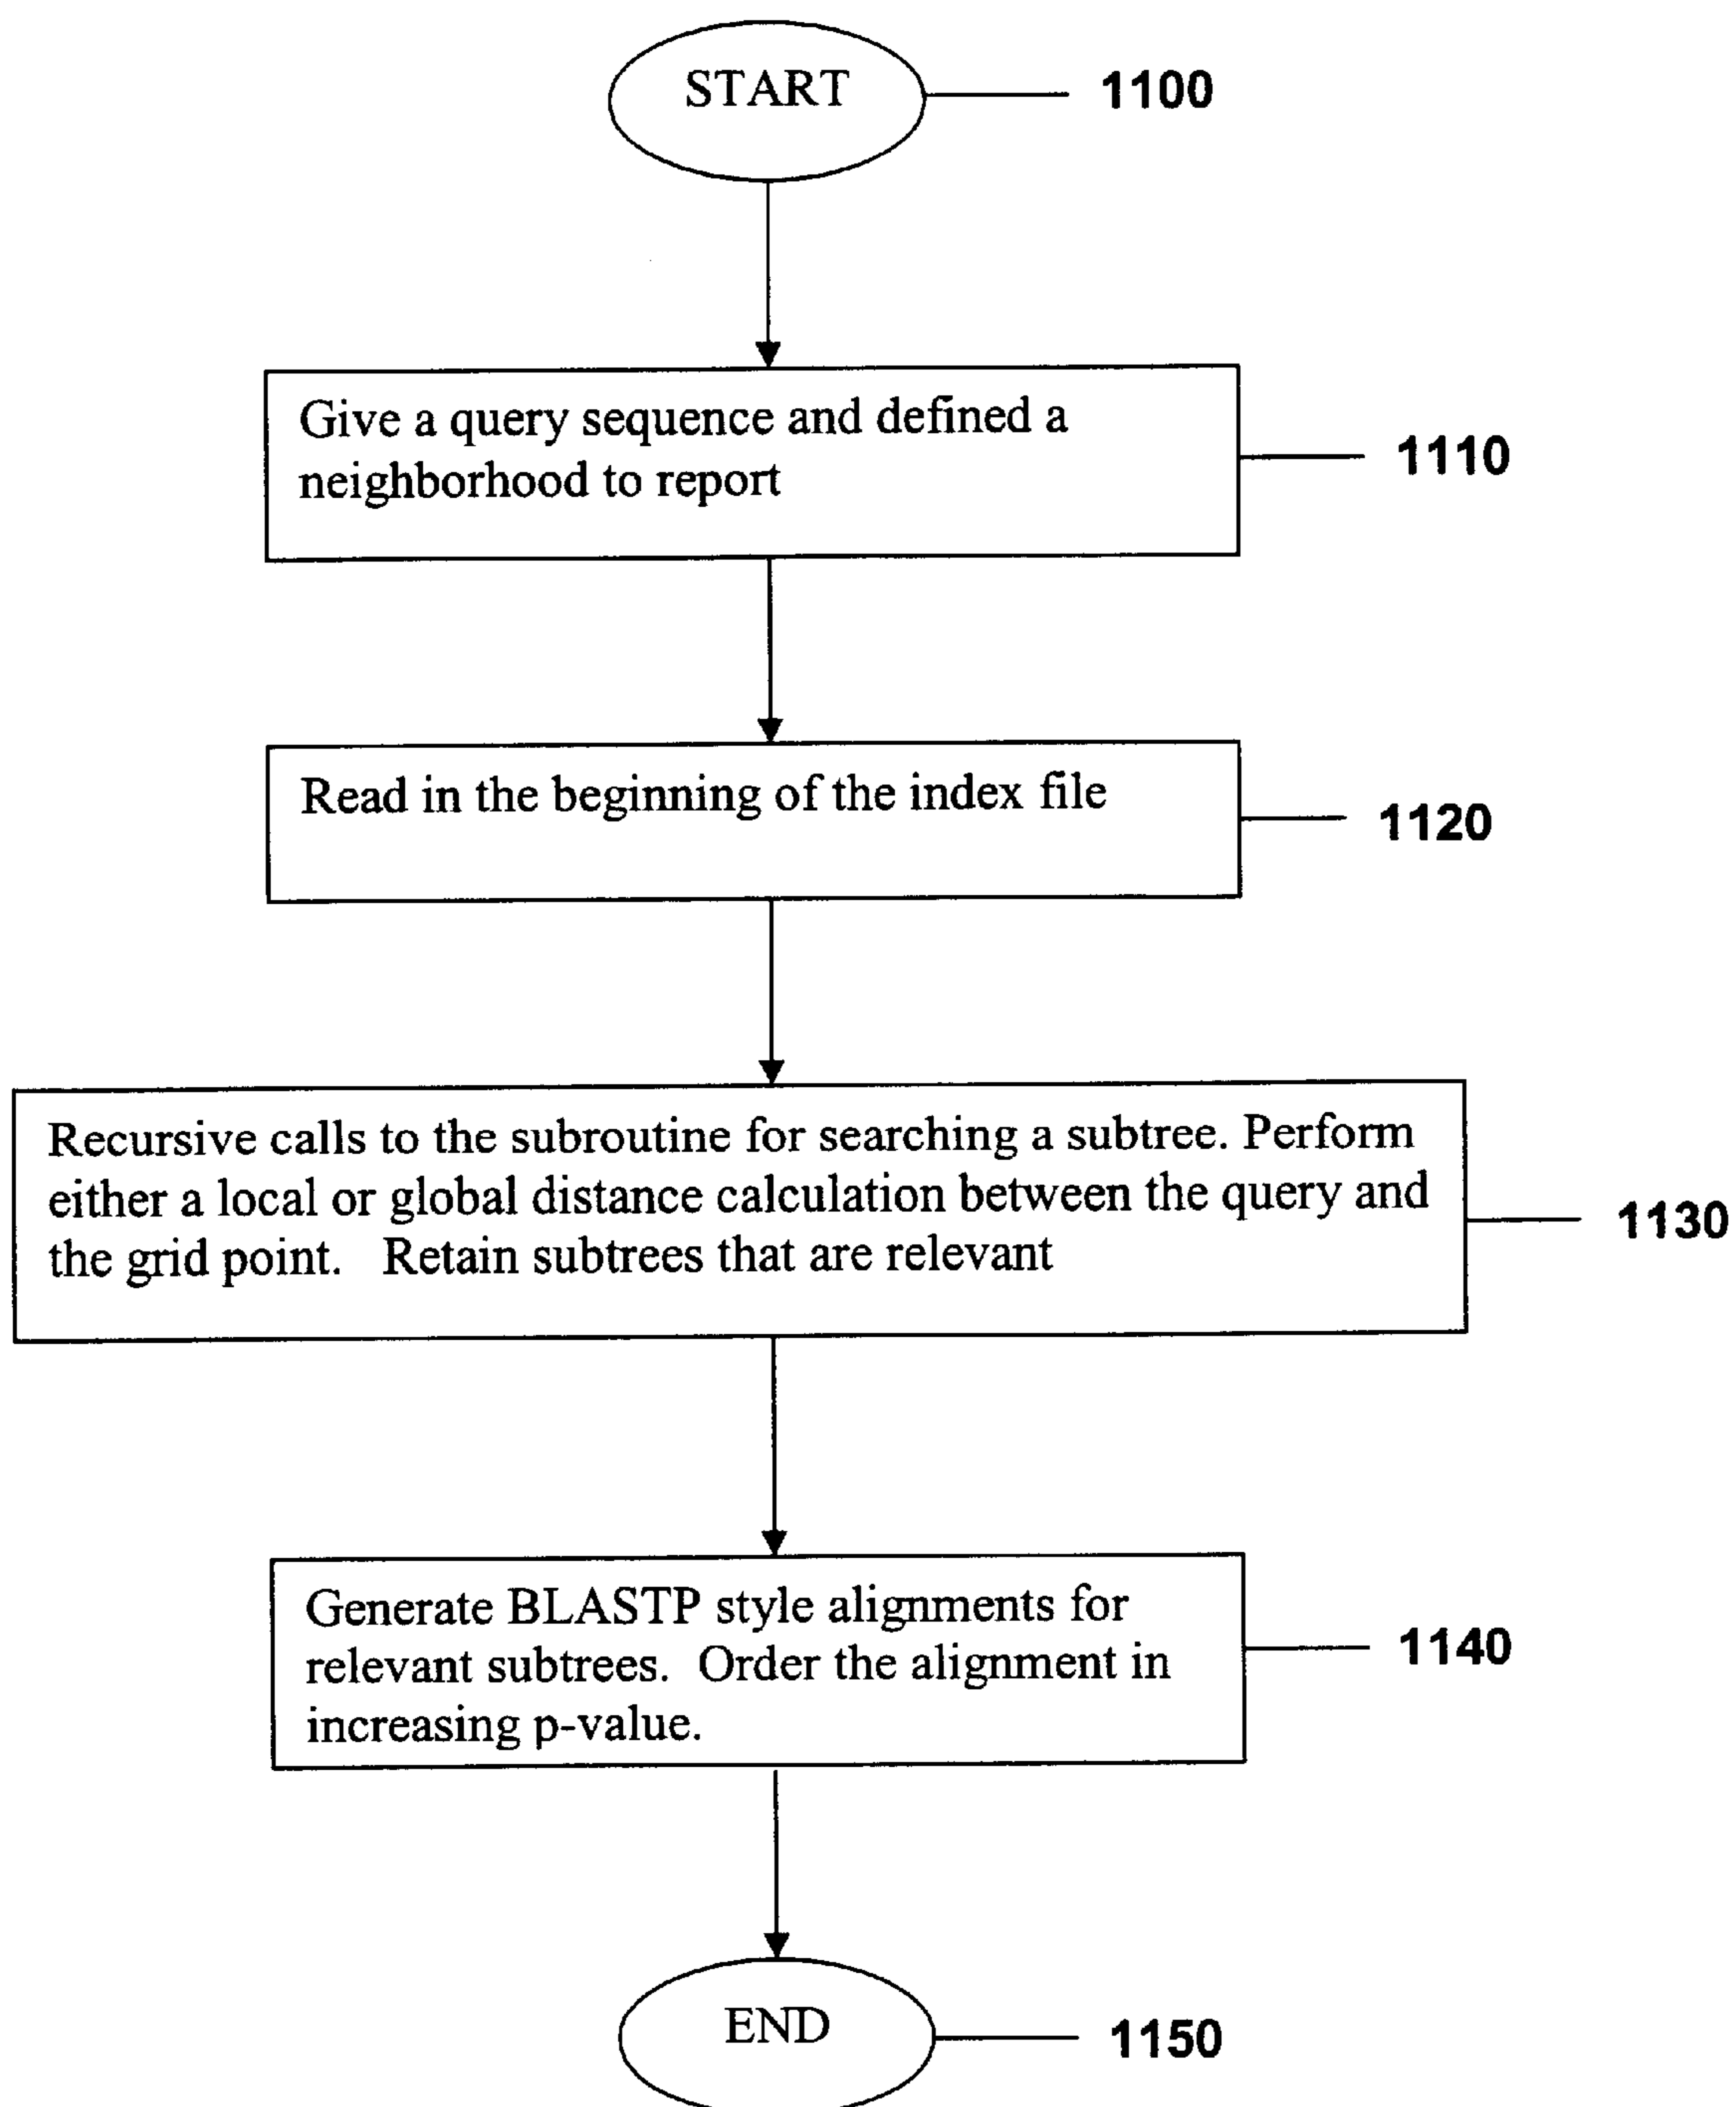 START
1100
Give a query sequence and defined a
neighborhood to report
1110
Read in the beginning of the index file
1120
Recursive calls to the subroutine for searching a subtree. Perform
either a local or global distance calculation between the query and
the grid point. Retain subtrees that are relevant
1130
Generate BLASTP style alignments for
relevant subtrees. Order the alignment in
increasing p-value.
1140
END
1150